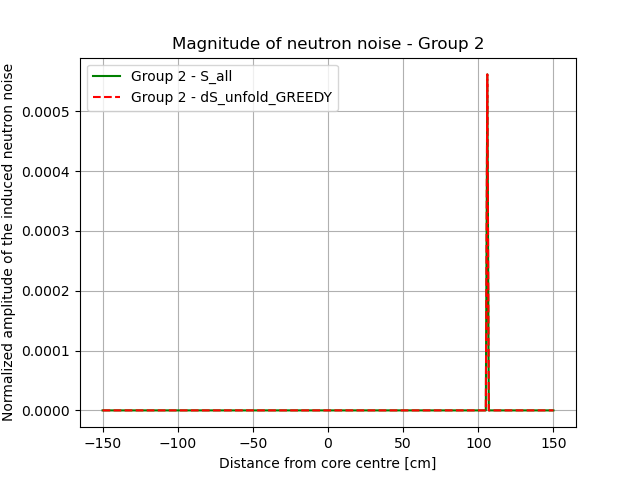 Magnitude of neutron noise - Group 2
Group 2 - S_all
Group 2 - dS_unfold_GREEDY
Normalized amplitude of the induced neutron noise
0.0005
0.0004
0.0003
0.0002
0.0001
0.0000
−150
−100
−50
0
50
100
150
Distance from core centre [cm]